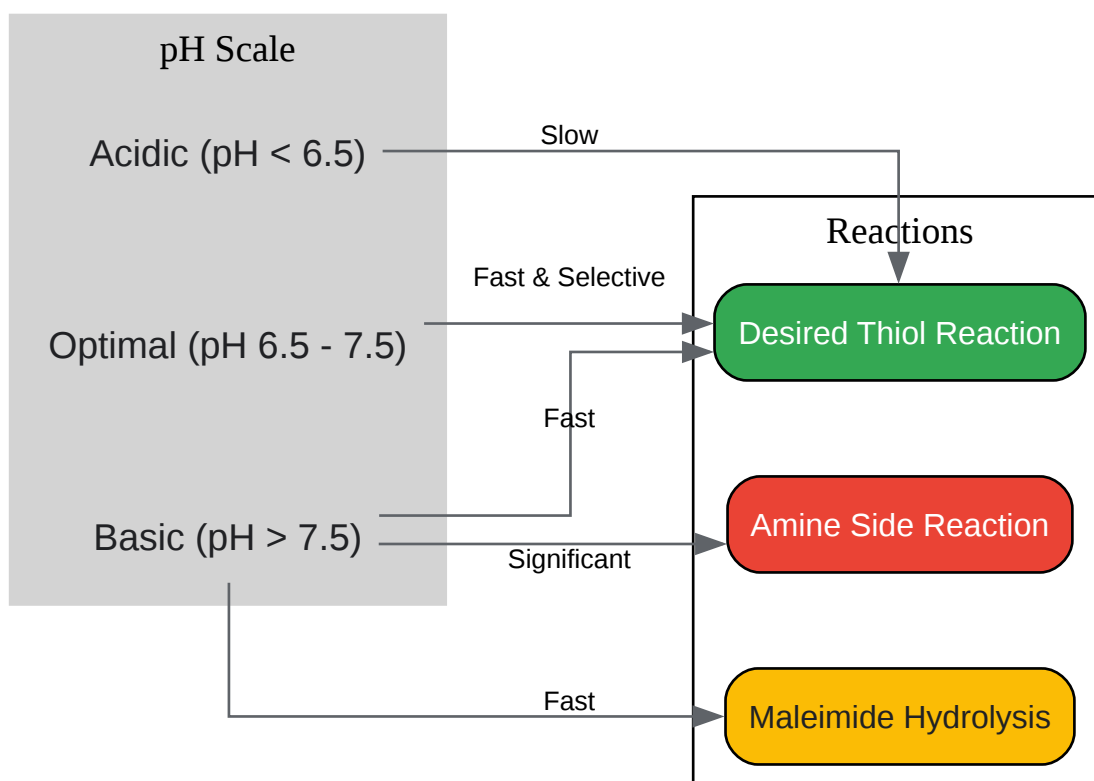 pH Scale
Acidic (pH < 6.5)
Slow
Reactions
Fast & Selective
Optimal (pH 6.5 - 7.5)
Desired Thiol Reaction
Fast
Basic (pH > 7.5)
Significant
Amine Side Reaction
Fast
Maleimide Hydrolysis